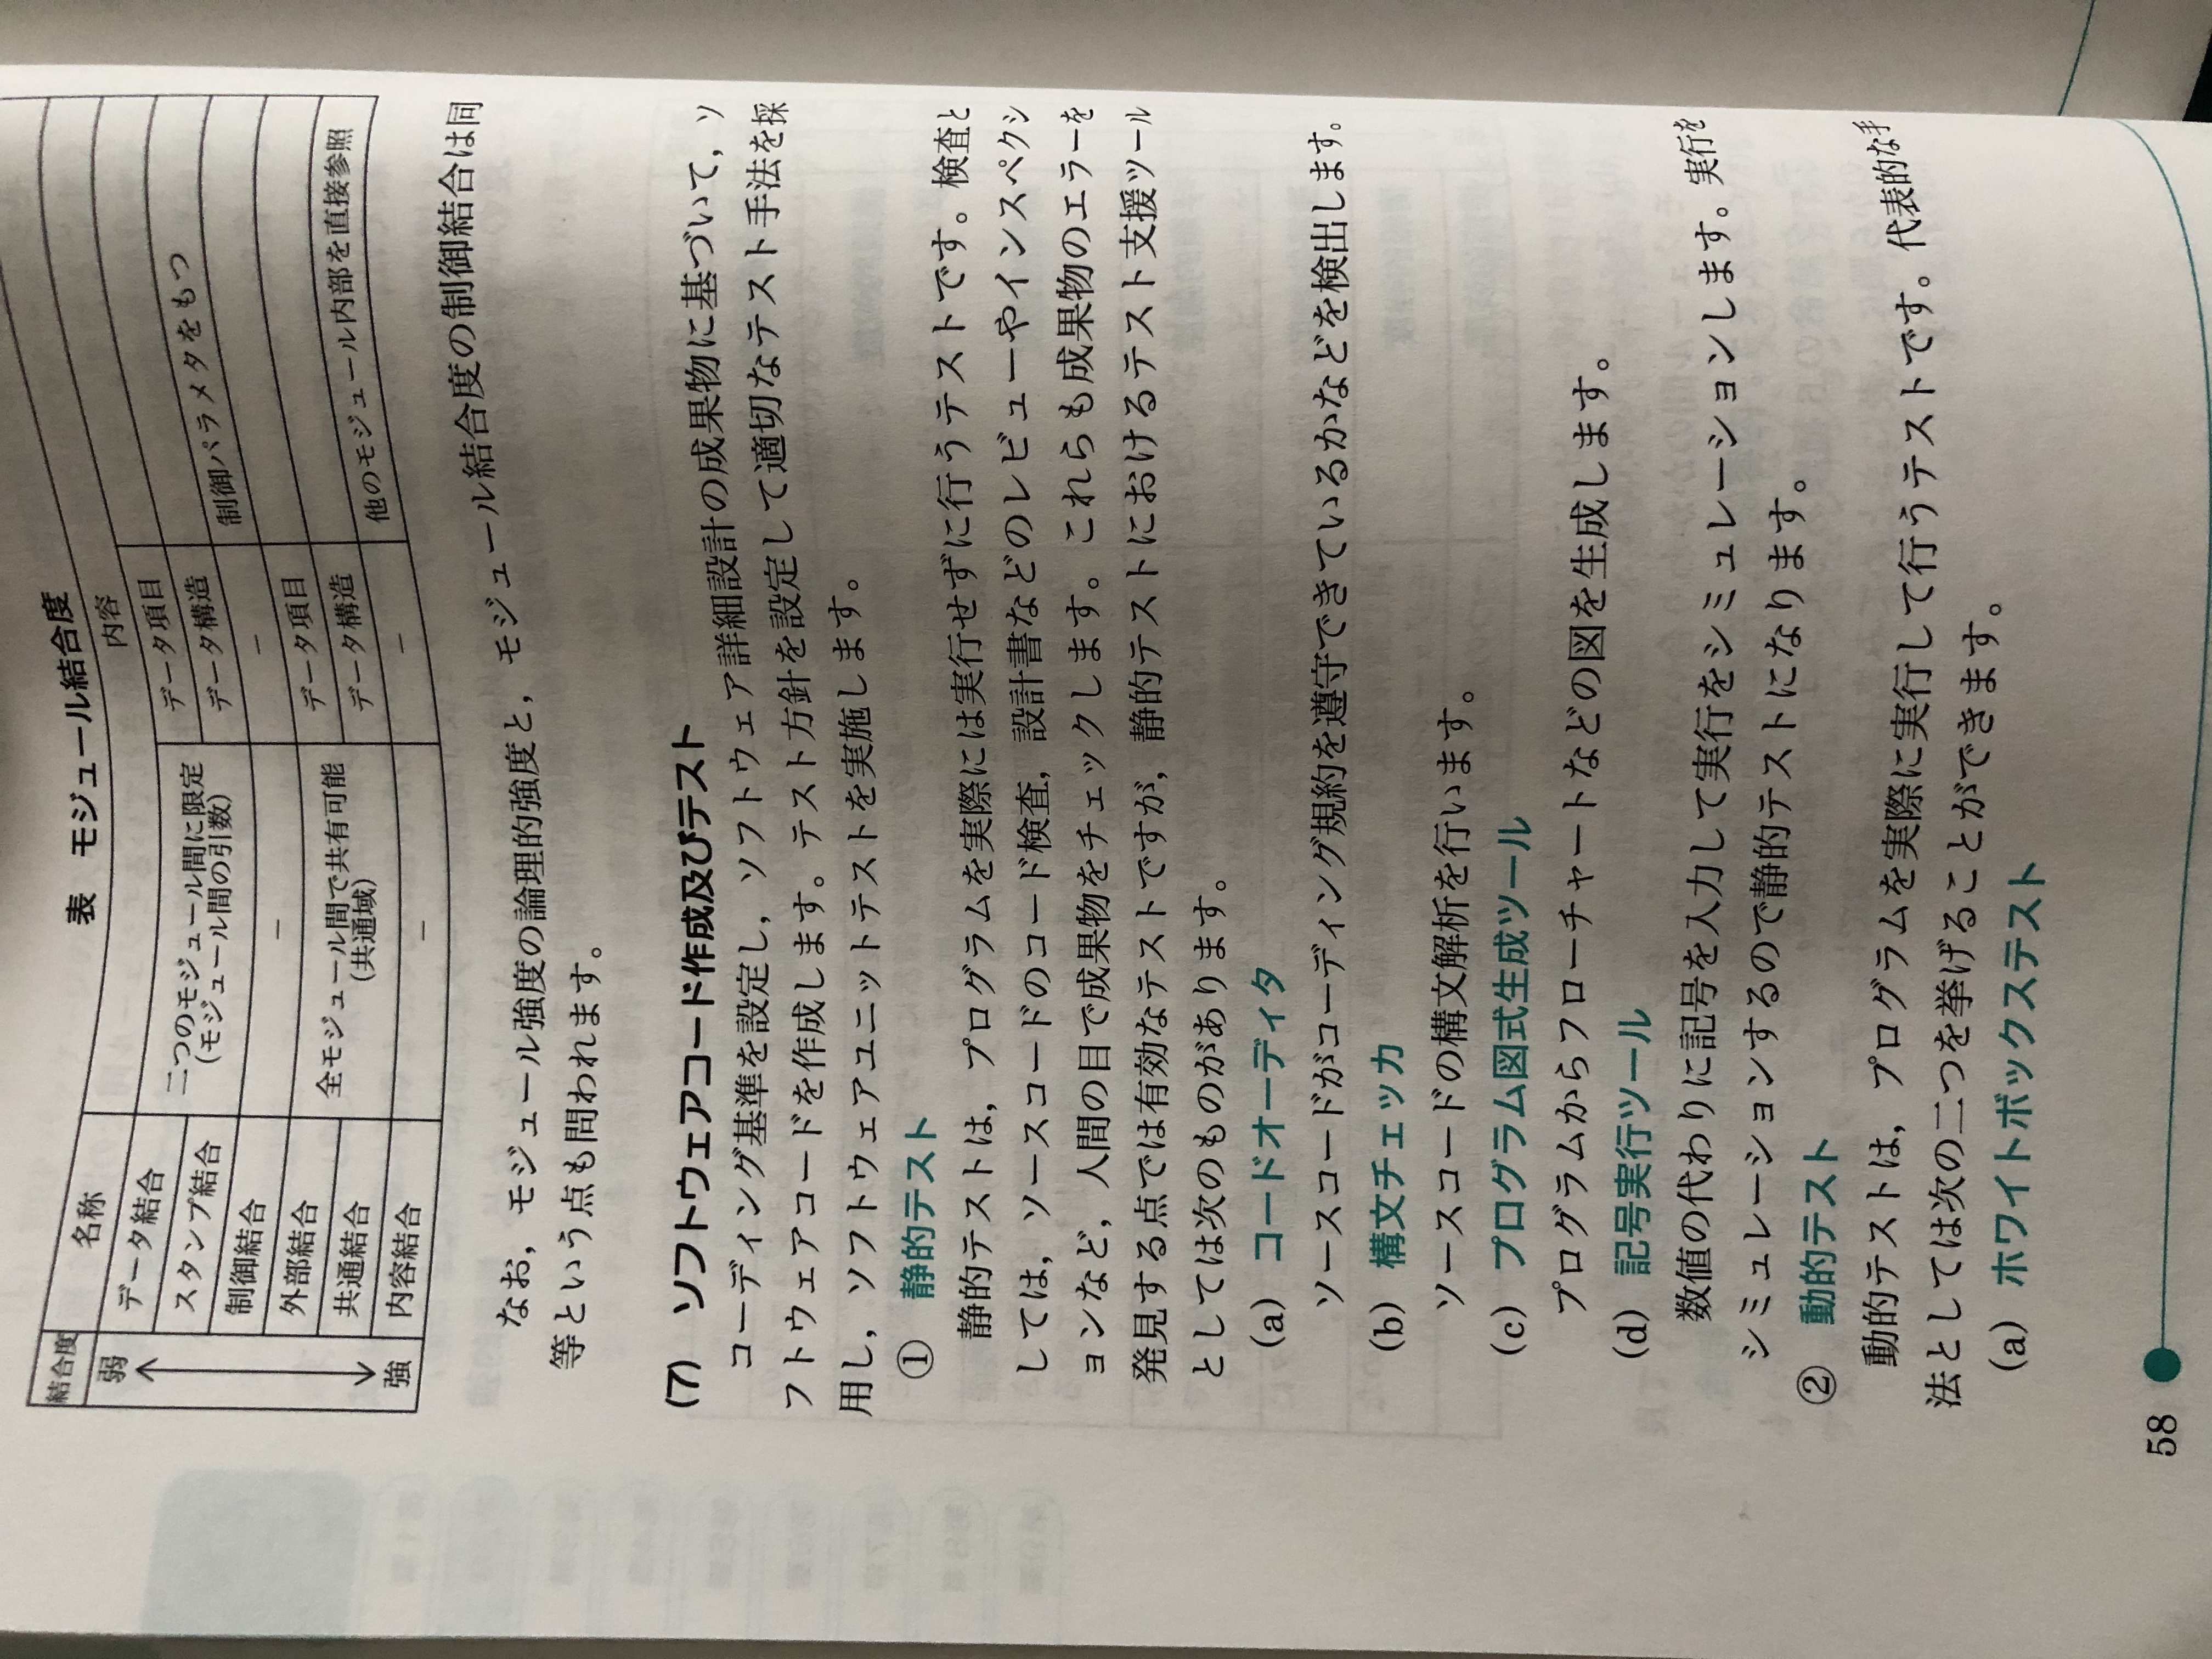 表 モジュール結合度
結合度 名称 内容
弱 データ結合 二つのモジュール間に限定 データ項目
スタンプ結合 (モジュール間の引数) データ構造
制御結合 − − 制御パラメタをもつ
外部結合 全モジュール間で共有可能 データ項目
共通結合 (共通域) データ構造
強 内容結合 − − 他のモジュール内部を直接参照
なお，モジュール強度の論理的強度と，モジュール結合度の制御結合は同
等という点も問われます。
(7) ソフトウェアコード作成及びテスト
コーディング基準を設定し，ソフトウェア詳細設計の成果物に基づいて，ソ
フトウェアコードを作成します。テスト方針を設定して適切なテスト手法を採
用し，ソフトウェアユニットテストを実施します。
① 静的テスト
静的テストは，プログラムを実際には実行せずに行うテストです。検査と
しては，ソースコードのコード検査，設計書などのレビューやインスペクシ
ョンなど，人間の目で成果物をチェックします。これらも成果物のエラーを
発見する点では有効なテストですが，静的テストにおけるテスト支援ツール
としては次のものがあります。
(a) コードオーディタ
ソースコードがコーディング規約を遵守できているかなどを検出します。
(b) 構文チェッカ
ソースコードの構文解析を行います。
(c) プログラム図式生成ツール
プログラムからフローチャートなどの図を生成します。
(d) 記号実行ツール
数値の代わりに記号を入力して実行をシミュレーションします。実行を
シミュレーションするので静的テストになります。
② 動的テスト
動的テストは，プログラムを実際に実行して行うテストです。代表的な手
法としては次の二つを挙げることができます。
(a) ホワイトボックステスト
58